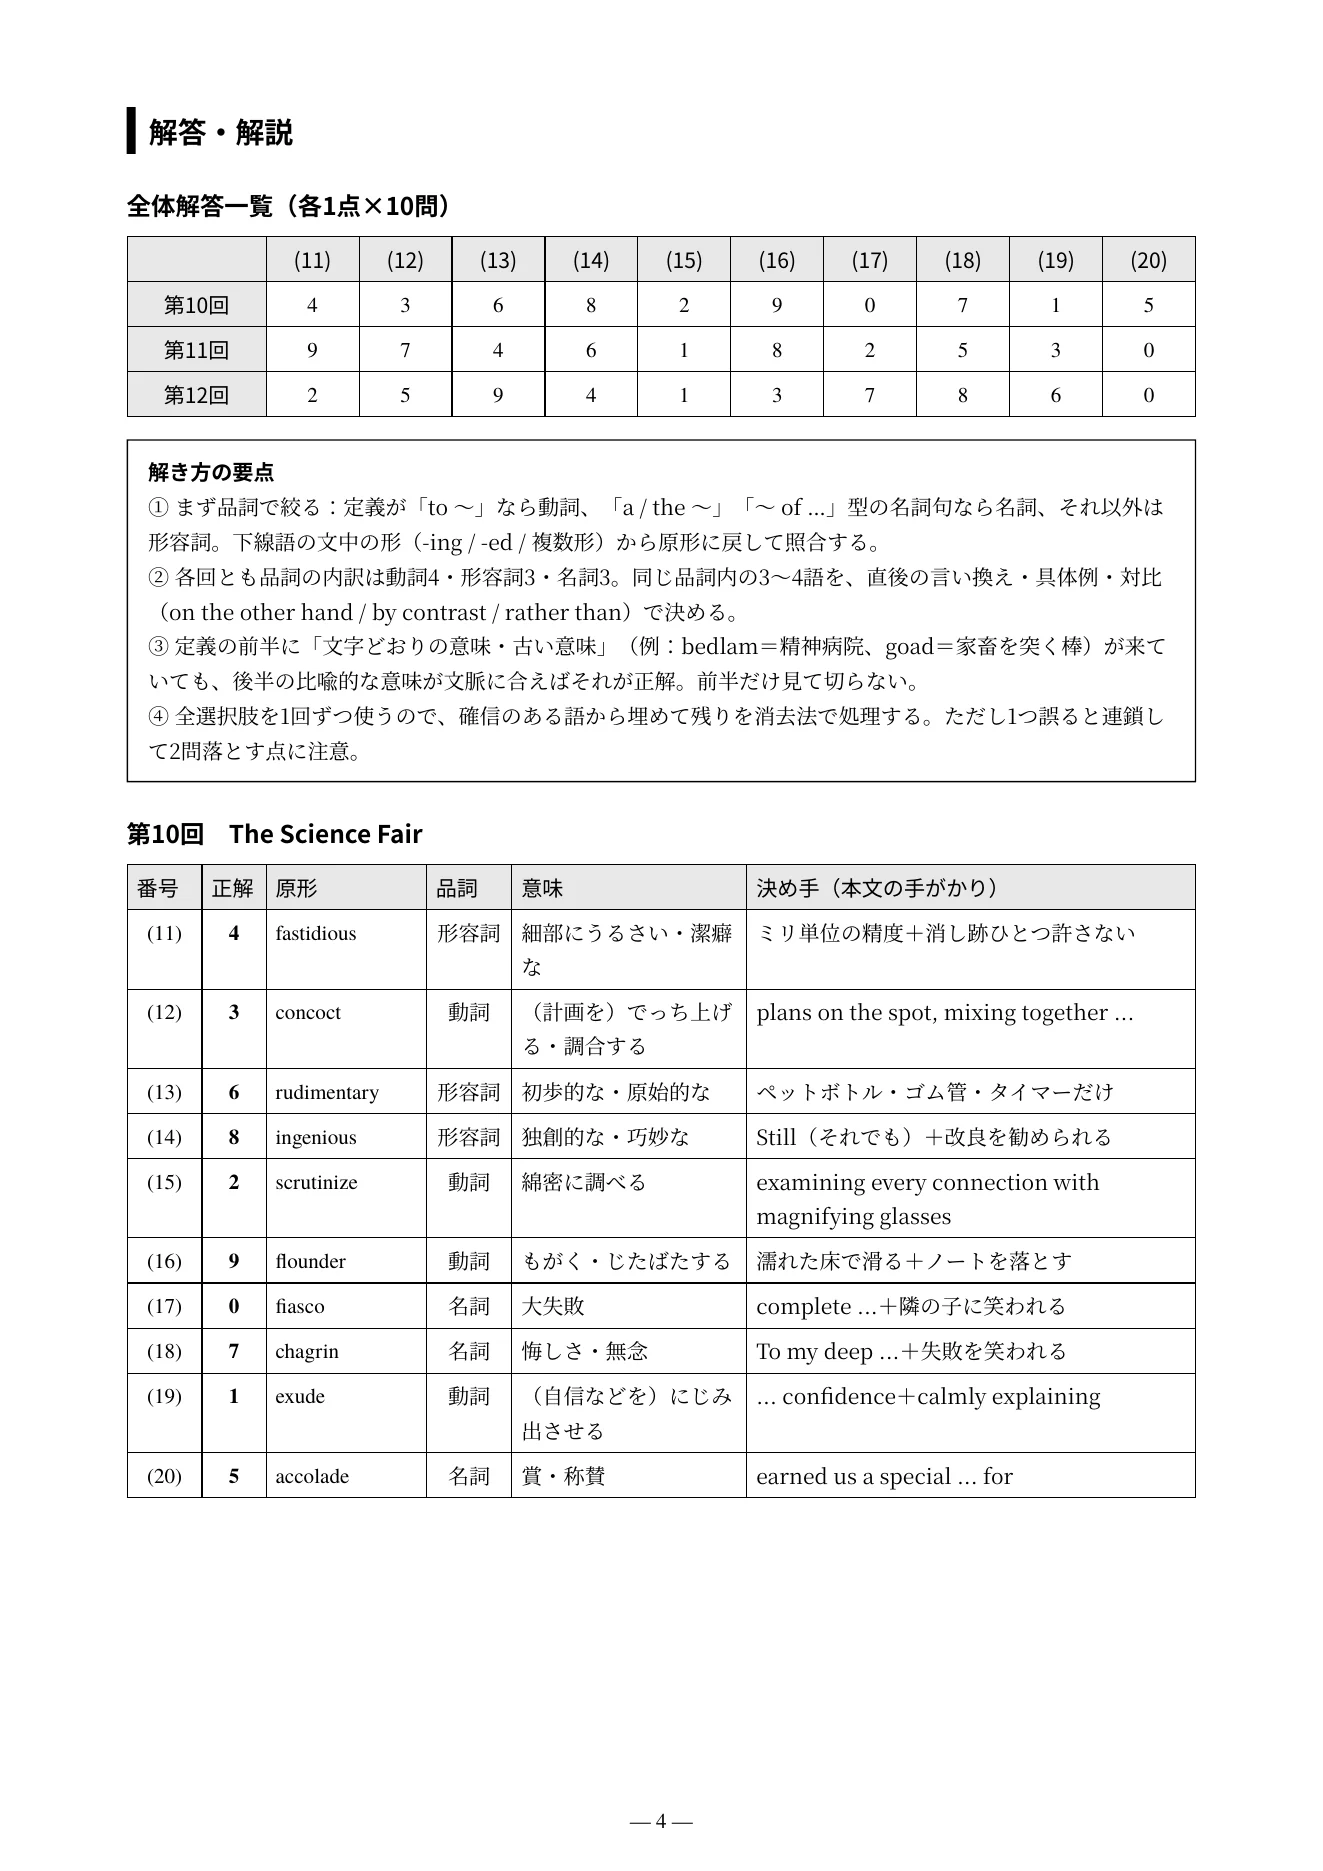 解答・解説
全体解答一覧（各1点×10問）
(11) (12) (13) (14) (15) (16) (17) (18) (19) (20)
第10回 4 3 6 8 2 9 0 7 1 5
第11回 9 7 4 6 1 8 2 5 3 0
第12回 2 5 9 4 1 3 7 8 6 0
解き方の要点
① まず品詞で絞る：定義が「to ～」なら動詞、「a / the ～」「～ of ...」型の名詞句なら名詞、それ以外は
形容詞。下線語の文中の形（-ing / -ed / 複数形）から原形に戻して照合する。
② 各回とも品詞の内訳は動詞4・形容詞3・名詞3。同じ品詞内の3～4語を、直後の言い換え・具体例・対比
（on the other hand / by contrast / rather than）で決める。
③ 定義の前半に「文字どおりの意味・古い意味」（例：bedlam＝精神病院、goad＝家畜を突く棒）が来て
いても、後半の比喩的な意味が文脈に合えばそれが正解。前半だけ見て切らない。
④ 全選択肢を1回ずつ使うので、確信のある語から埋めて残りを消去法で処理する。ただし1つ誤ると連鎖し
て2問落とす点に注意。
第10回　The Science Fair
番号 正解 原形 品詞 意味 決め手（本文の手がかり）
(11) 4 fastidious 形容詞 細部にうるさい・潔癖 ミリ単位の精度＋消し跡ひとつ許さない
な
(12) 3 concoct 動詞 （計画を）でっち上げ plans on the spot, mixing together ...
る・調合する
(13) 6 rudimentary 形容詞 初歩的な・原始的な ペットボトル・ゴム管・タイマーだけ
(14) 8 ingenious 形容詞 独創的な・巧妙な Still（それでも）＋改良を勧められる
(15) 2 scrutinize 動詞 綿密に調べる examining every connection with
magnifying glasses
(16) 9 flounder 動詞 もがく・じたばたする 濡れた床で滑る＋ノートを落とす
(17) 0 fiasco 名詞 大失敗 complete ...＋隣の子に笑われる
(18) 7 chagrin 名詞 悔しさ・無念 To my deep ...＋失敗を笑われる
(19) 1 exude 動詞 （自信などを）にじみ ... confidence＋calmly explaining
出させる
(20) 5 accolade 名詞 賞・称賛 earned us a special ... for
— 4 —